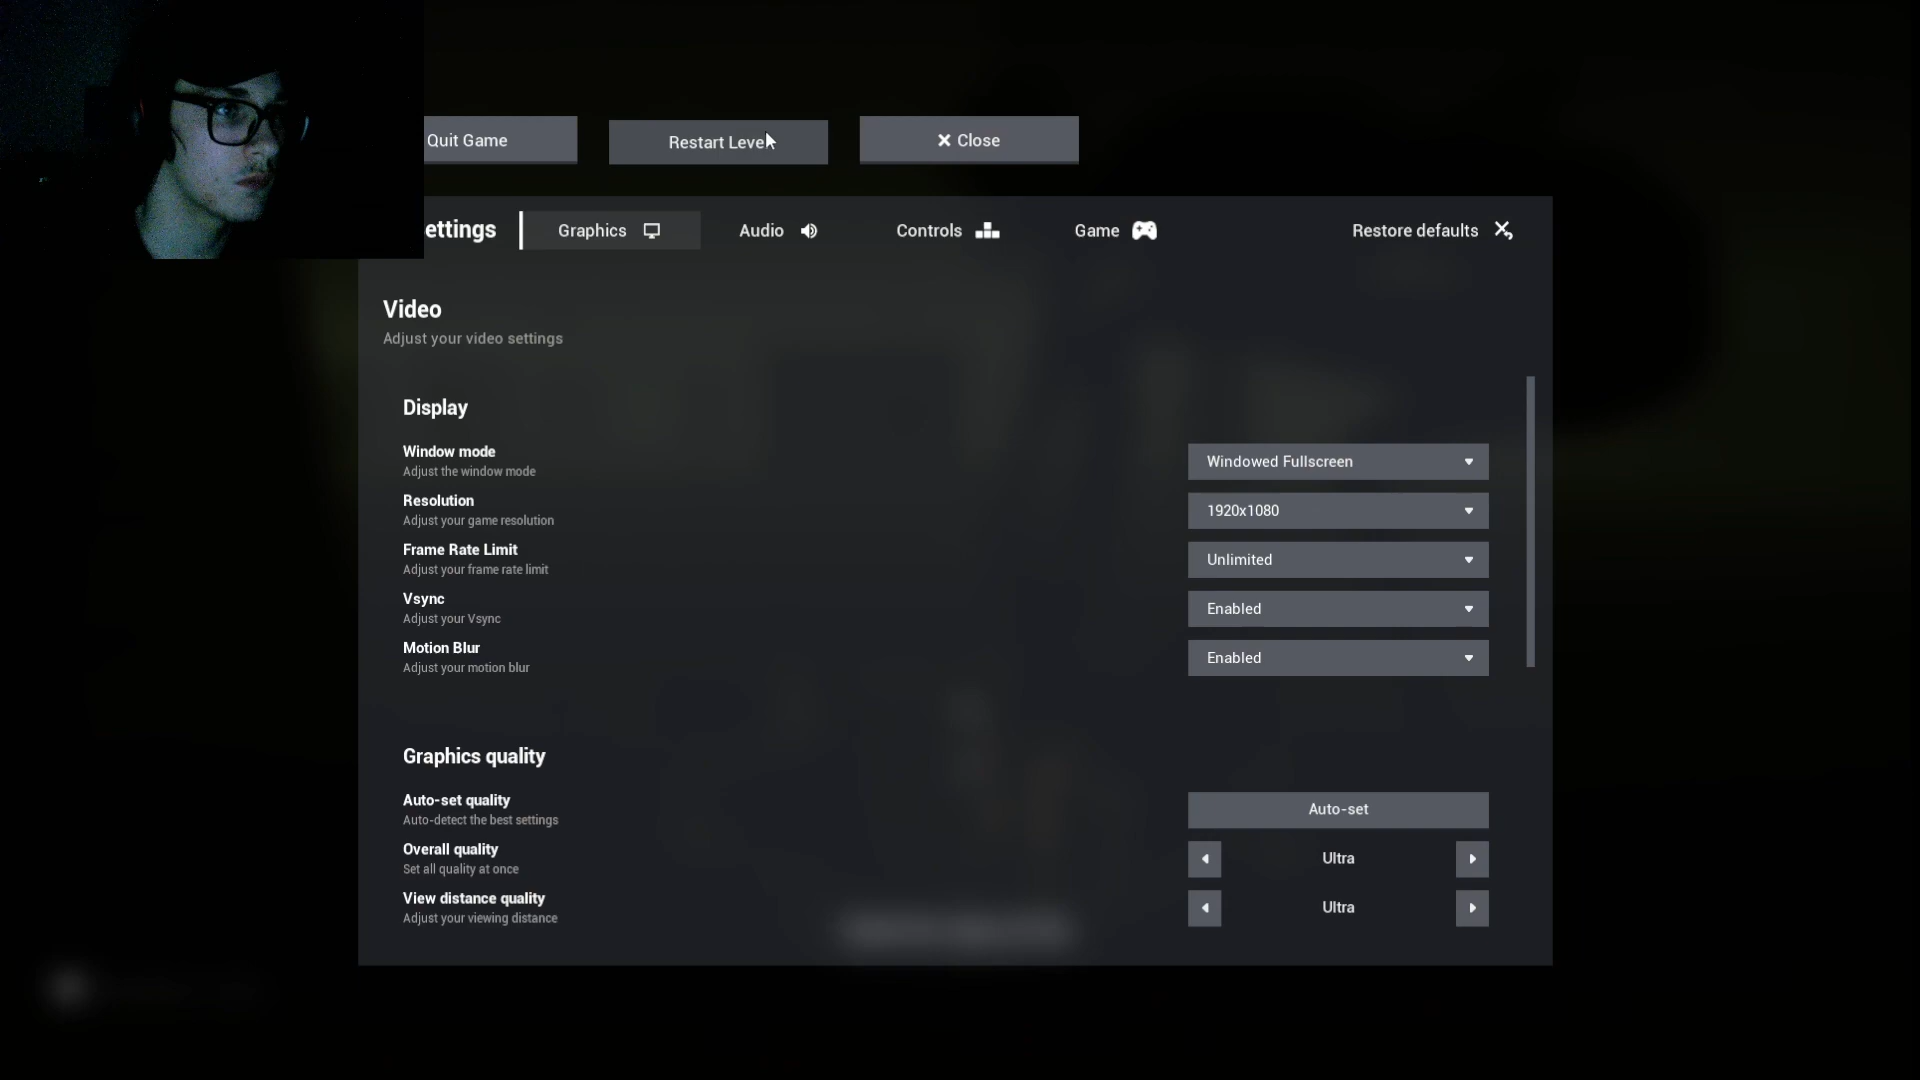 Quit Game
Restart Level
Close
ettings
Graphics
Audio
Controls
Game
Restore defaults
Video
Adjust your video settings
Display
Window mode
Adjust the window mode
Windowed Fullscreen
Resolution
Adjust your game resolution
1920x1080
Frame Rate Limit
Adjust your frame rate limit
Unlimited
Vsync
Adjust your Vsync
Enabled
Motion Blur
Adjust your motion blur
Enabled
Graphics quality
Auto-set quality
Auto-detect the best settings
Auto-set
Overall quality
Set all quality at once
Ultra
View distance quality
Adjust your viewing distance
Ultra